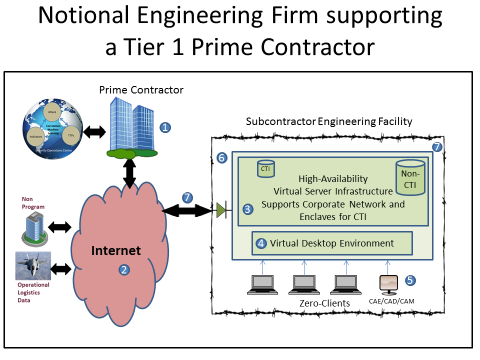 Notional Engineering Firm supporting
a Tier 1 Prime Contractor
Prime Contractor
1
Subcontractor Engineering Facility
7
6
CTI
Non-
CTI
High-Availability
Virtual Server Infrastructure
Supports Corporate Network and
Enclaves for CTI
3
7
4
Virtual Desktop Environment
Non
Program
Internet
2
Operational
Logistics
Data
5
Zero-Clients
CAE/CAD/CAM